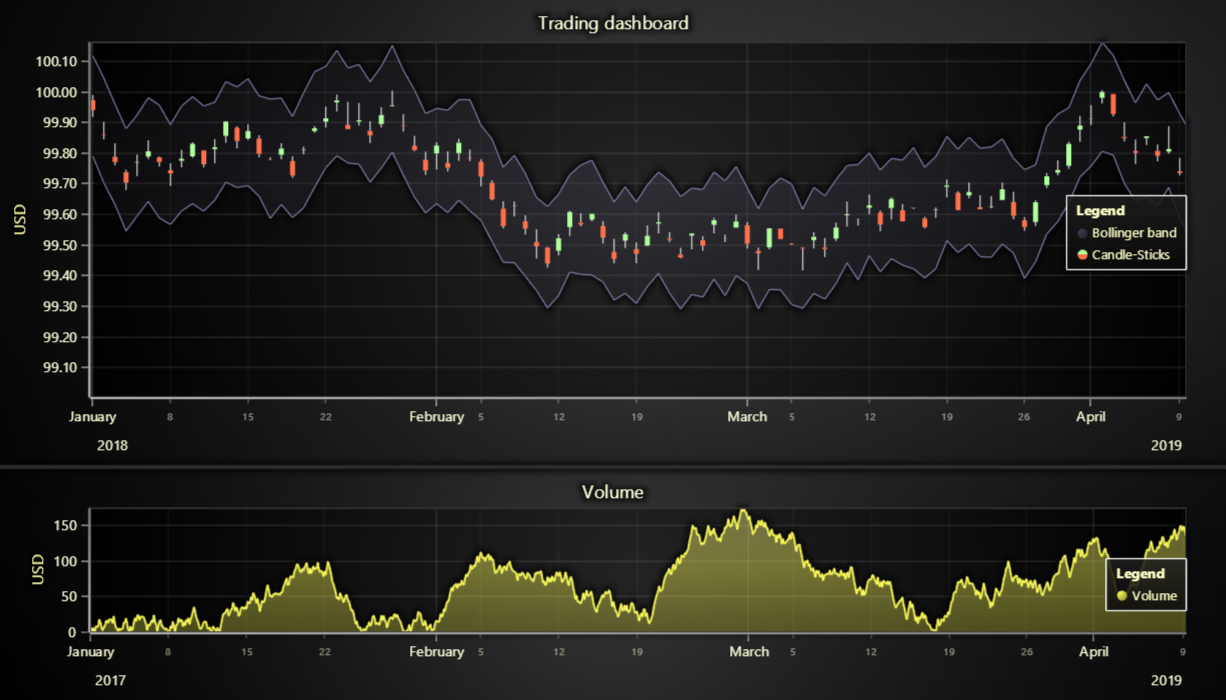 Trading dashboard
100.10
100.00
99.90
99.80
99.70
99.60
99.50
99.40
99.30
99.20
99.10
USD
Legend
Bollinger band
Candle-Sticks
January 8 15 22 February 5 12 19 March 5 12 19 26 April 9
2018 2019
Volume
150
100
50
0
USD
Legend
Volume
January 8 15 22 February 5 12 19 March 5 12 19 26 April 9
2017 2019